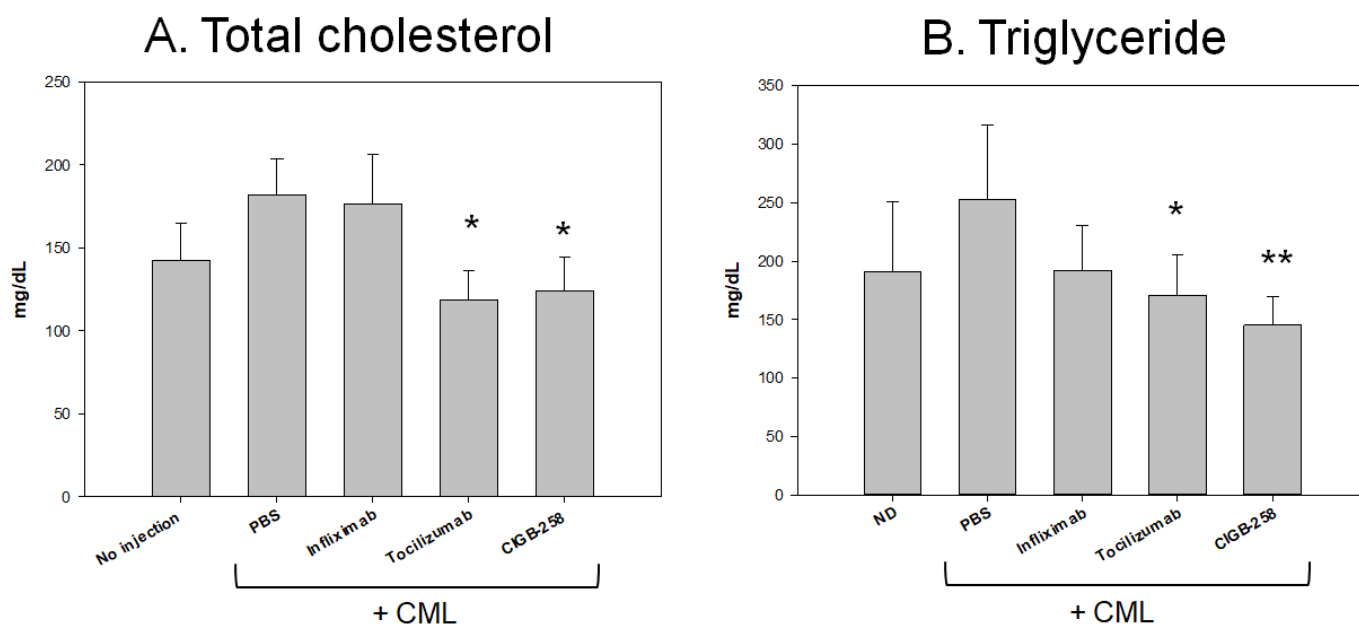 A. Total cholesterol
mg/dL
250
200
150
100
50
0
*
*
No injection
PBS
Infliximab
Tocilizumab
CIGB-258
+ CML
B. Triglyceride
mg/dL
350
300
250
200
150
100
50
0
*
**
ND
PBS
Infliximab
Tocilizumab
CIGB-258
+ CML